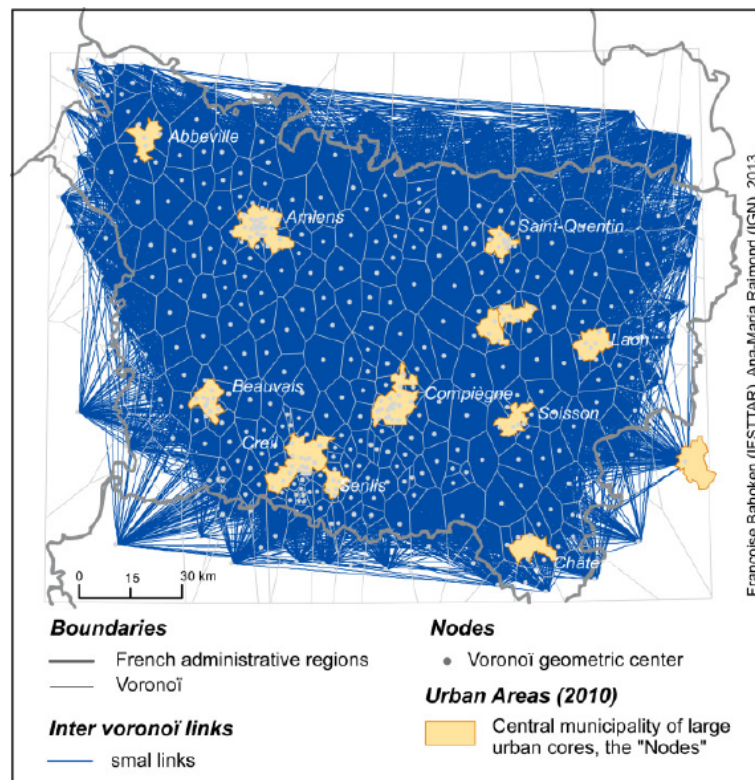 Abbeville
Amiens
Saint-Quentin
Laon
Beauvais
Compiègne
Soisson
Creil
Senlis
Chate
0 15 30 km
Françoise Bahoken (IFSTTAR), Ana-Maria Raimond (IGN), 2013
Boundaries
French administrative regions
Voronoï
Inter voronoï links
smal links
Nodes
Voronoï geometric center
Urban Areas (2010)
Central municipality of large
urban cores, the "Nodes"